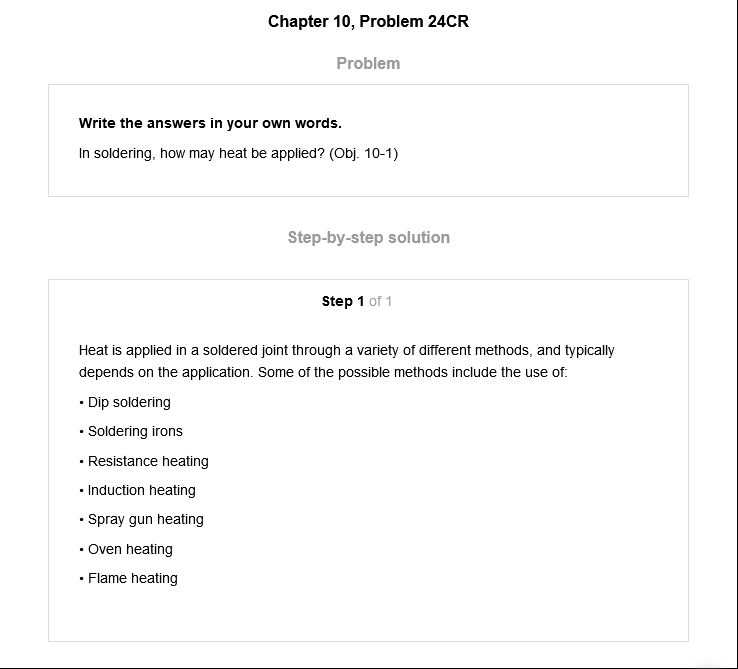 Chapter 10, Problem 24CR
Problem
Write the answers in your own words.
In soldering, how may heat be applied? (Obj. 10-1)
Step-by-step solution
Step 1 of 1
Heat is applied in a soldered joint through a variety of different methods, and typically
depends on the application. Some of the possible methods include the use of:
• Dip soldering
• Soldering irons
• Resistance heating
• Induction heating
• Spray gun heating
• Oven heating
• Flame heating